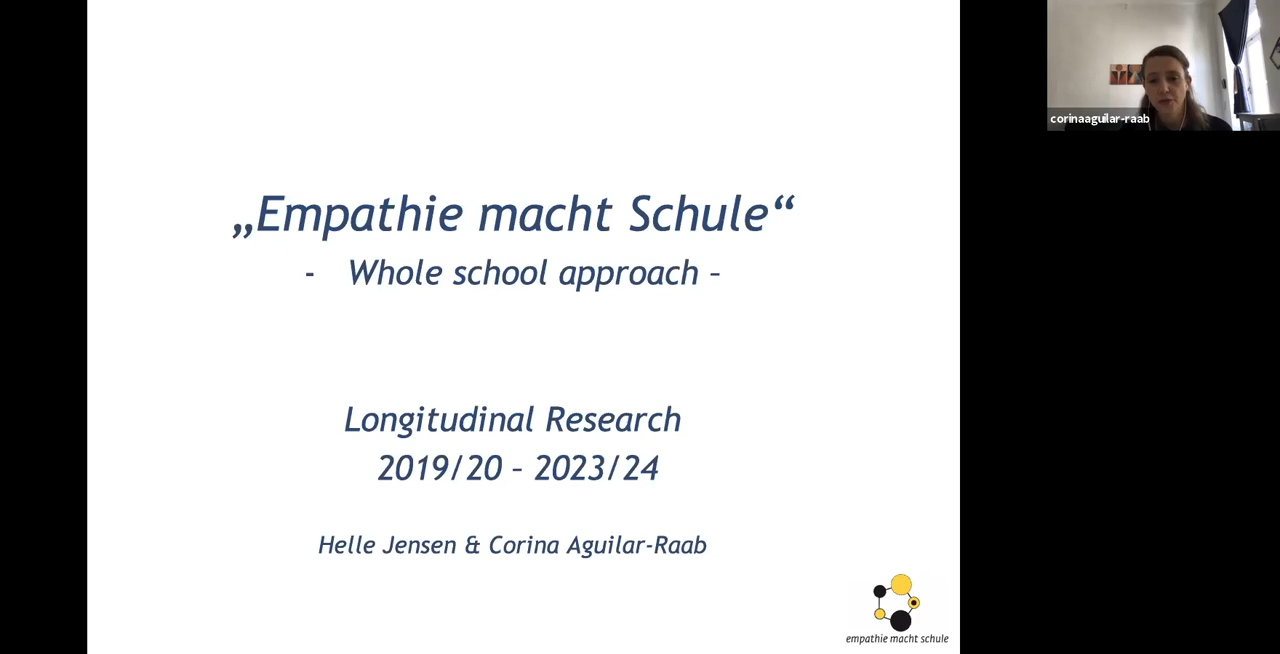 „Empathie macht Schule“
- Whole school approach –
Longitudinal Research
2019/20 – 2023/24
Helle Jensen & Corina Aguilar-Raab
empathie macht schule
corinaaguilar-raab